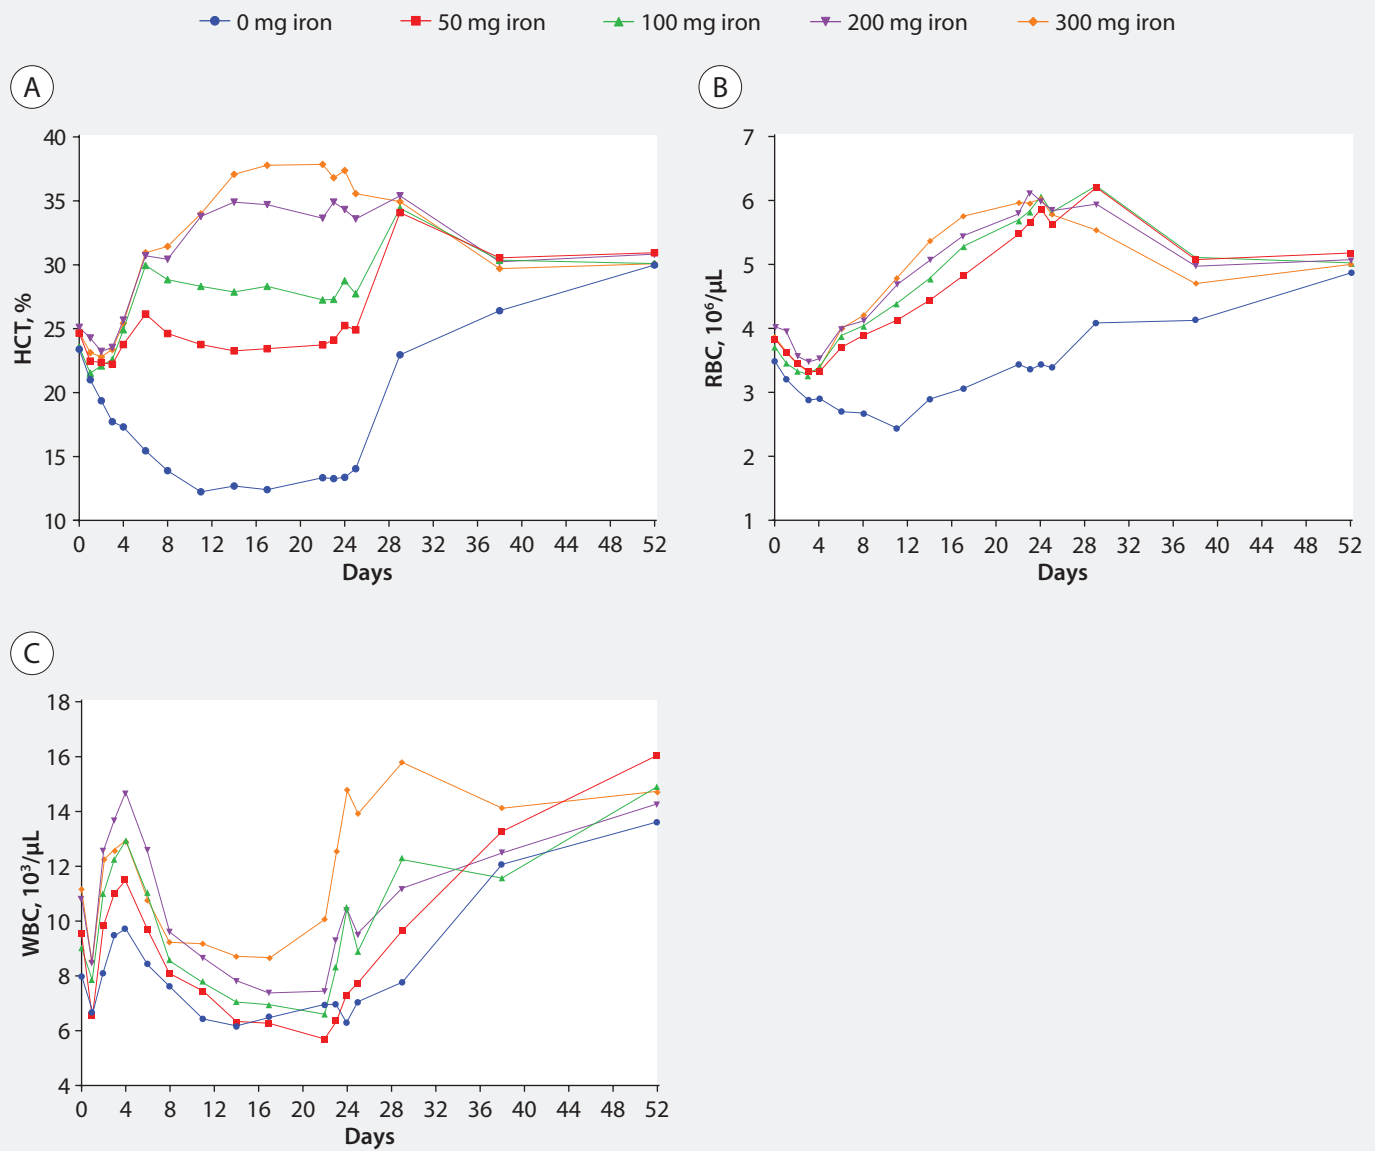 0 mg iron 50 mg iron 100 mg iron 200 mg iron 300 mg iron
A
HCT, %
40
35
30
25
20
15
10
0 4 8 12 16 20 24 28 32 36 40 44 48 52
Days
B
RBC, 10⁶/µL
7
6
5
4
3
2
1
0 4 8 12 16 20 24 28 32 36 40 44 48 52
Days
C
WBC, 10³/µL
18
16
14
12
10
8
6
4
0 4 8 12 16 20 24 28 32 36 40 44 48 52
Days